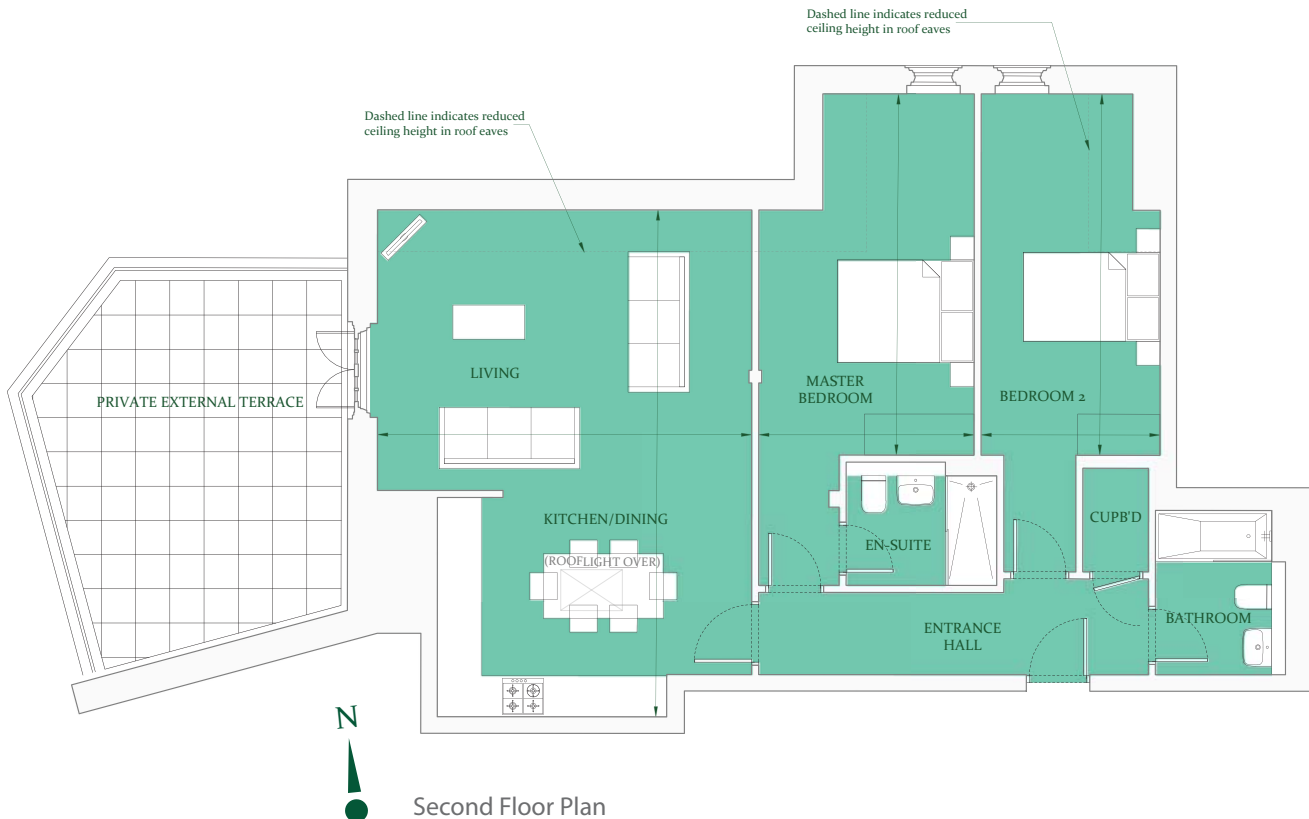 Dashed line indicates reduced
ceiling height in roof eaves
Dashed line indicates reduced
ceiling height in roof eaves
LIVING
MASTER
BEDROOM
BEDROOM 2
PRIVATE EXTERNAL TERRACE
KITCHEN/DINING
(ROOFLIGHT OVER)
EN-SUITE
CUPB'D
ENTRANCE
HALL
BATHROOM
N
Second Floor Plan